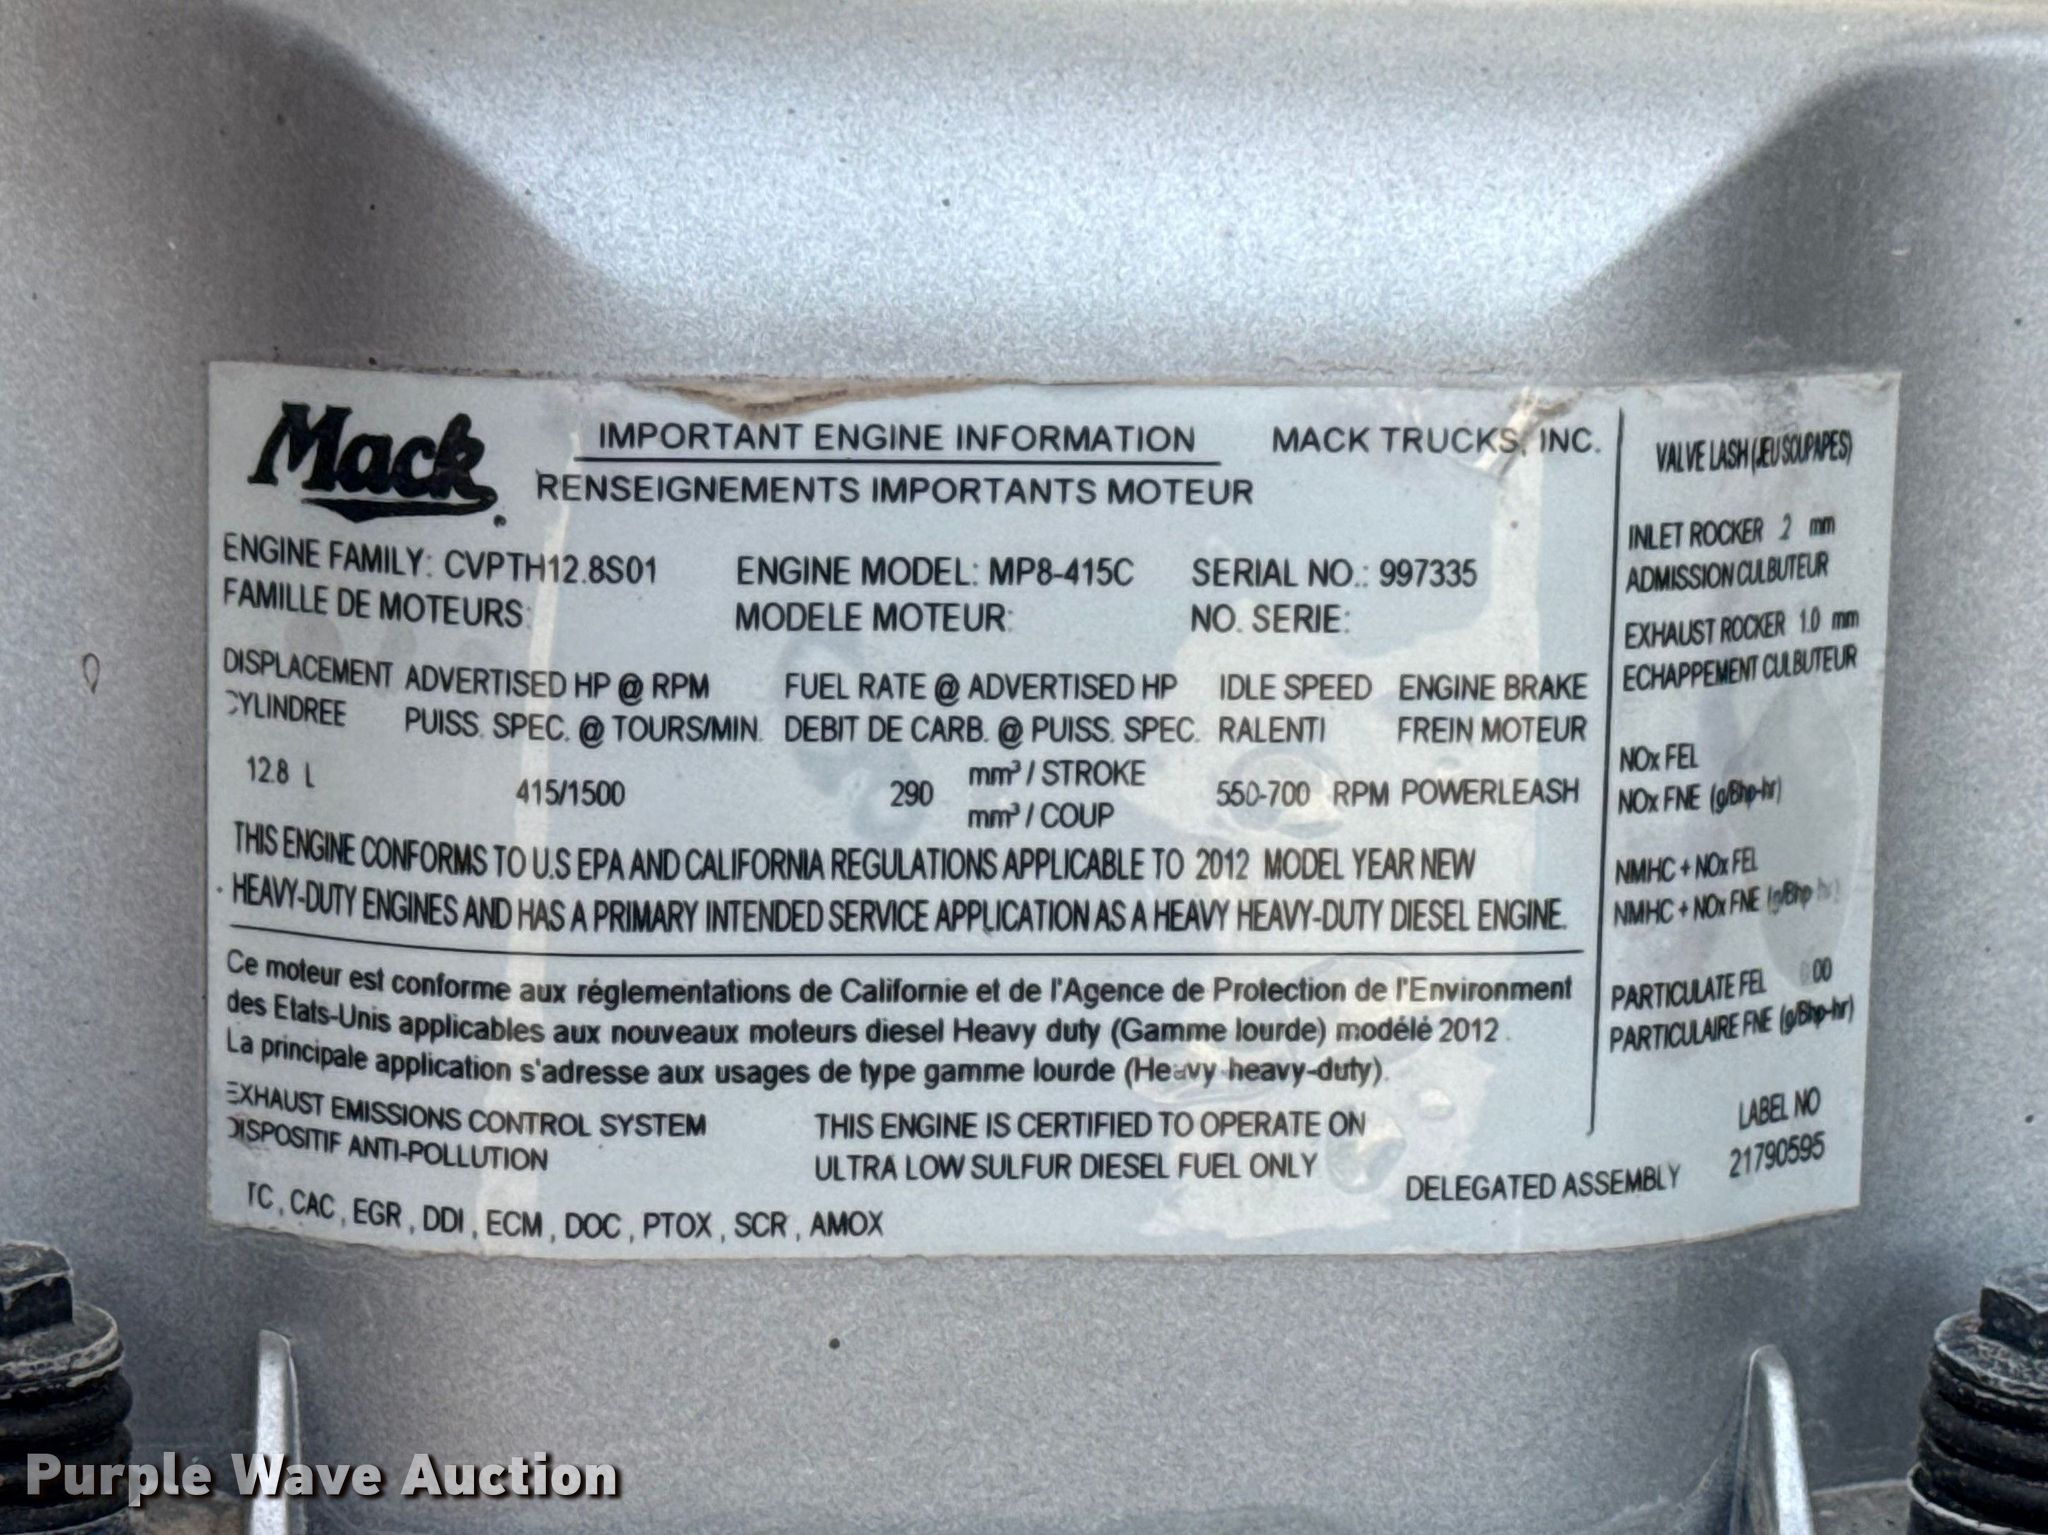 Mack
IMPORTANT ENGINE INFORMATION MACK TRUCKS, INC.
RENSEIGNEMENTS IMPORTANTS MOTEUR
ENGINE FAMILY: CVPTH12.8S01 ENGINE MODEL: MP8-415C SERIAL NO.: 997335
FAMILLE DE MOTEURS: MODELE MOTEUR: NO. SERIE:
DISPLACEMENT ADVERTISED HP @ RPM FUEL RATE @ ADVERTISED HP IDLE SPEED ENGINE BRAKE
CYLINDREE PUISS. SPEC. @ TOURS/MIN. DEBIT DE CARB. @ PUISS. SPEC. RALENTI FREIN MOTEUR
12.8 L 415/1500 290 mm³ / STROKE 550-700 RPM POWERLEASH
mm³ / COUP
THIS ENGINE CONFORMS TO U.S EPA AND CALIFORNIA REGULATIONS APPLICABLE TO 2012 MODEL YEAR NEW
HEAVY-DUTY ENGINES AND HAS A PRIMARY INTENDED SERVICE APPLICATION AS A HEAVY HEAVY-DUTY DIESEL ENGINE.
Ce moteur est conforme aux réglementations de Californie et de l'Agence de Protection de l'Environment
des Etats-Unis applicables aux nouveaux moteurs diesel Heavy duty (Gamme lourde) modélé 2012.
La principale application s'adresse aux usages de type gamme lourde (Heavy heavy-duty).
EXHAUST EMISSIONS CONTROL SYSTEM
DISPOSITIF ANTI-POLLUTION
TC, CAC, EGR, DDI, ECM, DOC, PTOX, SCR, AMOX
THIS ENGINE IS CERTIFIED TO OPERATE ON
ULTRA LOW SULFUR DIESEL FUEL ONLY
DELEGATED ASSEMBLY
VALVE LASH (JEU SOUPAPES)
INLET ROCKER 2 mm
ADMISSION CULBUTEUR
EXHAUST ROCKER 1.0 mm
ECHAPPEMENT CULBUTEUR
NOx FEL
NOx FNE (g/Bhp-hr)
NMHC + NOx FEL
NMHC + NOx FNE (g/Bhp-hr)
PARTICULATE FEL
PARTICULAIRE FNE (g/Bhp-hr)
LABEL NO
21790595
Purple Wave Auction